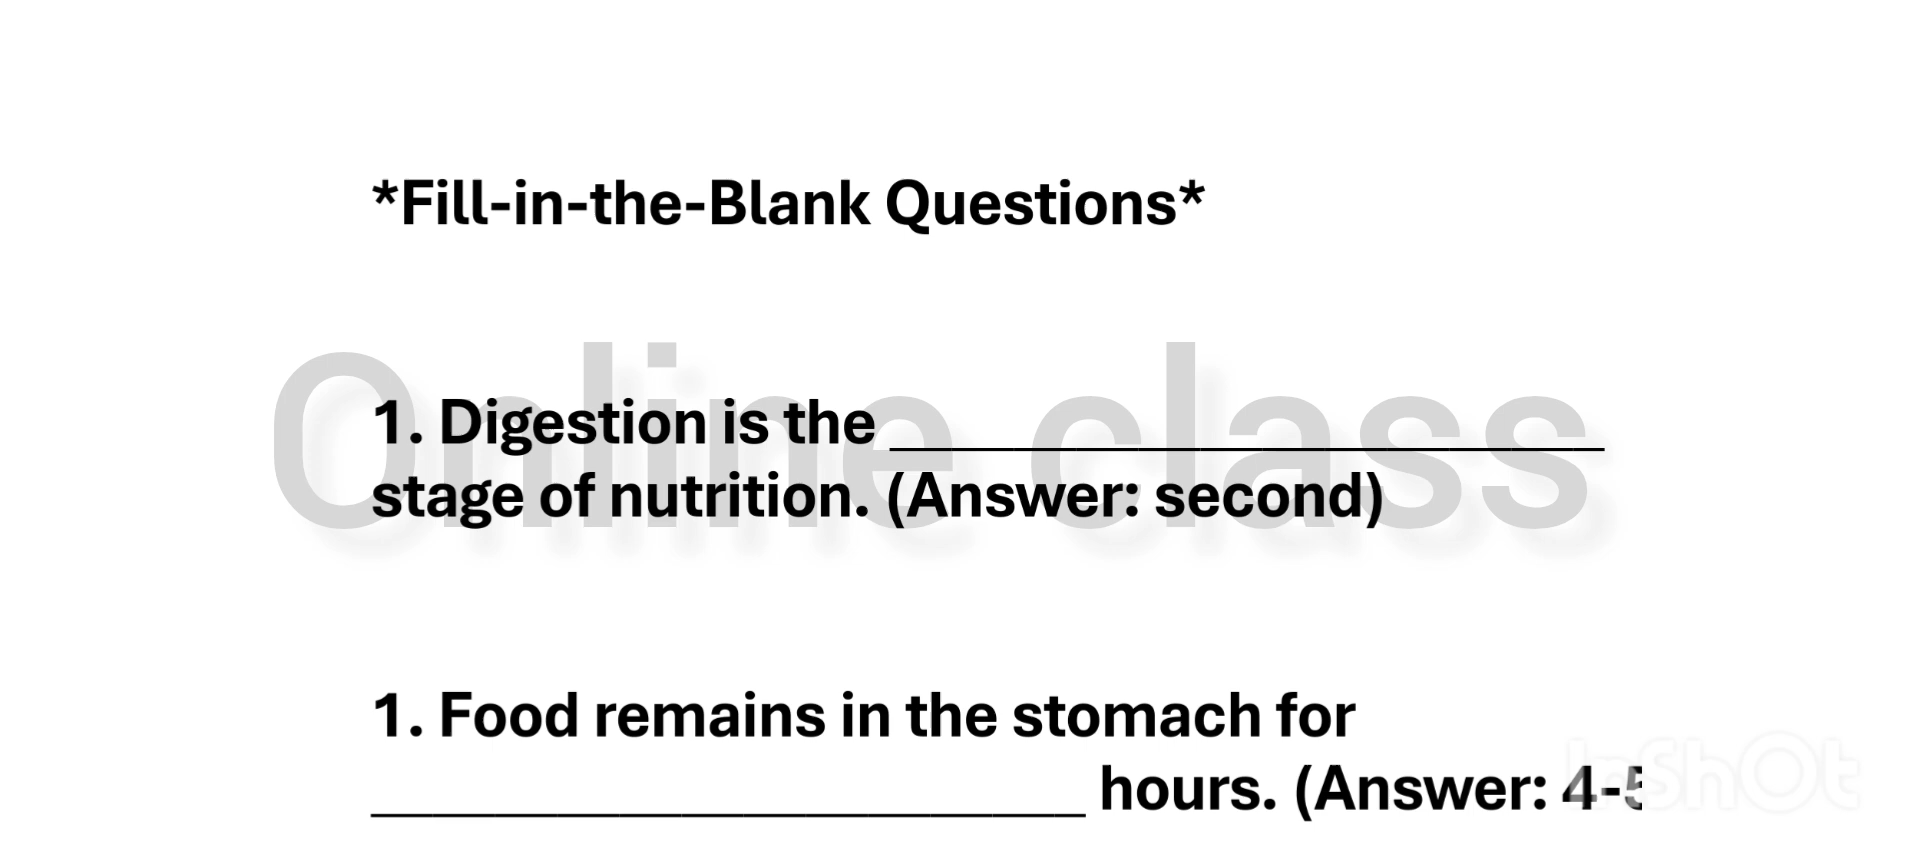 *Fill-in-the-Blank Questions*
Online class
1. Digestion is the ____________________
stage of nutrition. (Answer: second)
1. Food remains in the stomach for
____________________ hours. (Answer: 4-5
InShOt